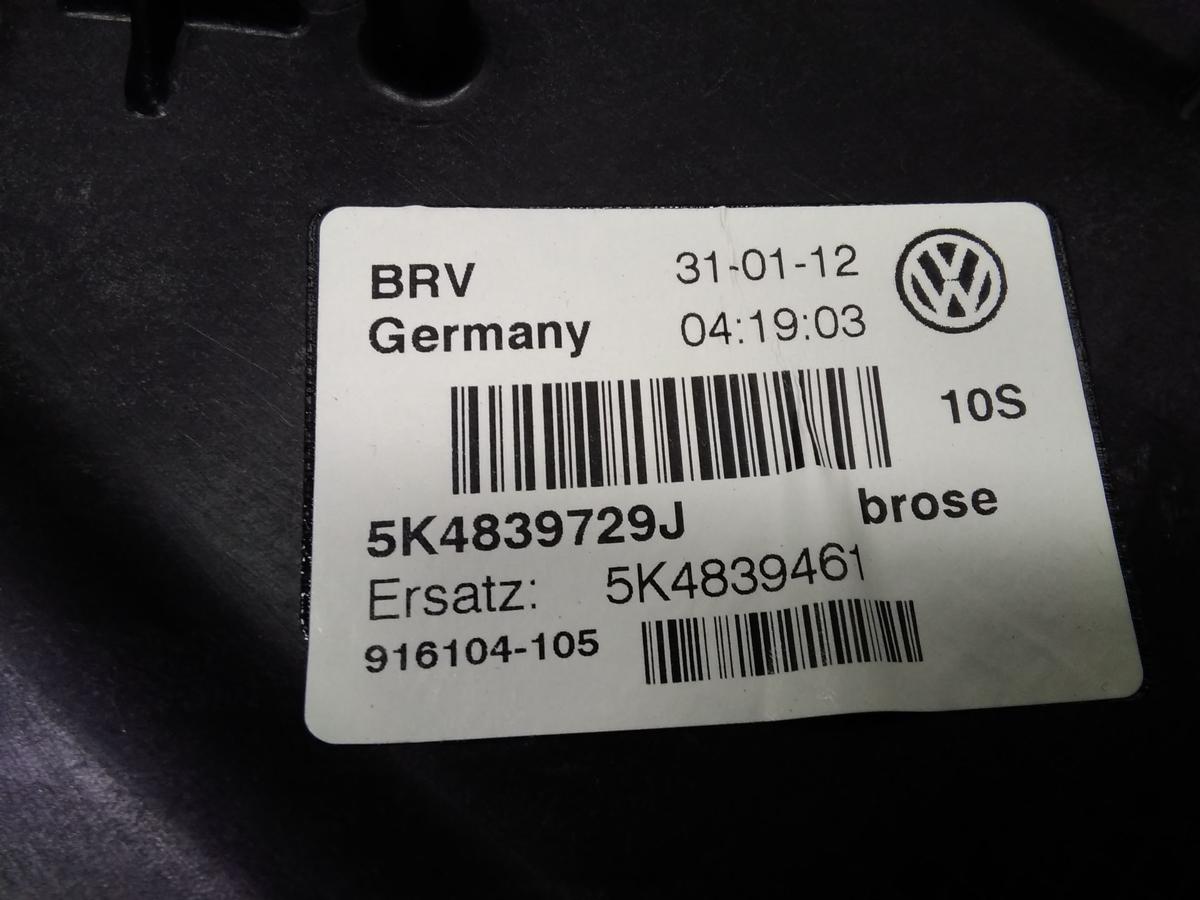 BRV 31-01-12
Germany 04:19:03
10S
5K4839729J brose
Ersatz: 5K4839461
916104-105